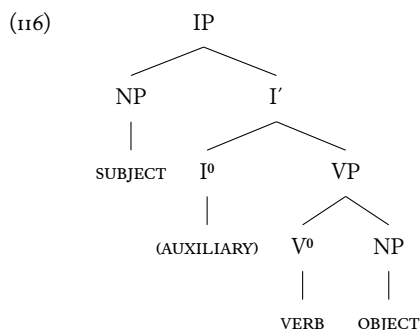 (116) IP
NP I′
SUBJECT I⁰ VP
(AUXILIARY) V⁰ NP
VERB OBJECT